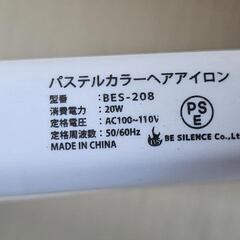 パステルカラーヘアアイロン
型番 : BES-208
消費電力 : 20W
定格電圧 : AC100~110V
定格周波数 : 50/60Hz
MADE IN CHINA
PS
E
BE SILENCE Co., Ltd